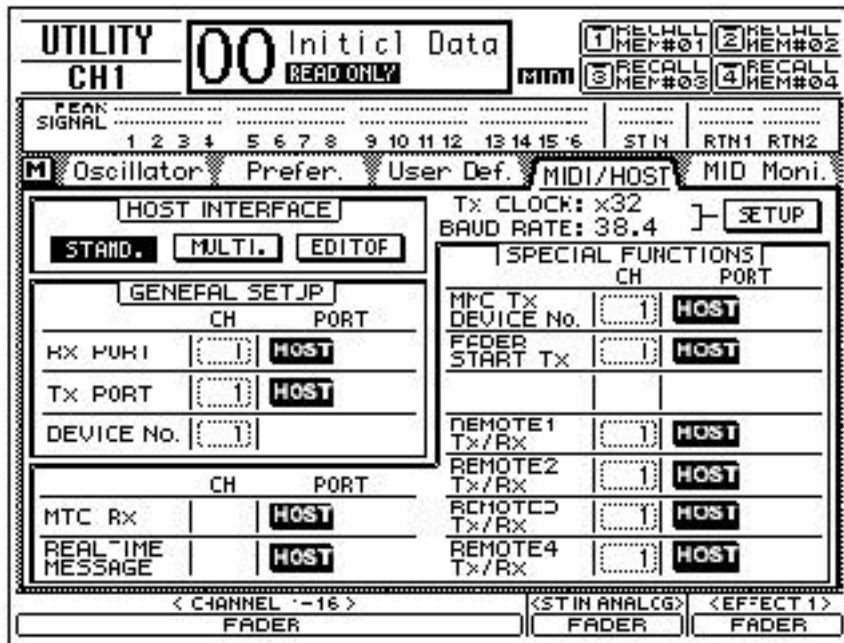 UTILITY
CH1
00 Initial Data
READ ONLY
MIDI
1 RECALL MEM#01
2 RECALL MEM#02
3 RECALL MEM#03
4 RECALL MEM#04
PEAK
SIGNAL
1 2 3 4 5 6 7 8 9 10 11 12 13 14 15 16 ST IN RTN1 RTN2
M Oscillator Prefer. User Def. MIDI/HOST MID Moni.
HOST INTERFACE
STAND. MULTI. EDITOR
Tx CLOCK: x32
BAUD RATE: 38.4
SETUP
GENERAL SETUP
CH PORT
RX PORT 1 HOST
Tx PORT 1 HOST
DEVICE No. 1
CH PORT
MTC RX HOST
REALTIME MESSAGE HOST
SPECIAL FUNCTIONS
CH PORT
MMC Tx DEVICE No. 1 HOST
FADER START Tx 1 HOST
REMOTE1 Tx/Rx 1 HOST
REMOTE2 Tx/Rx 1 HOST
REMOTE3 Tx/Rx 1 HOST
REMOTE4 Tx/Rx 1 HOST
< CHANNEL 1-16 > <ST IN ANALOG> <EFFECT 1>
FADER FADER FADER